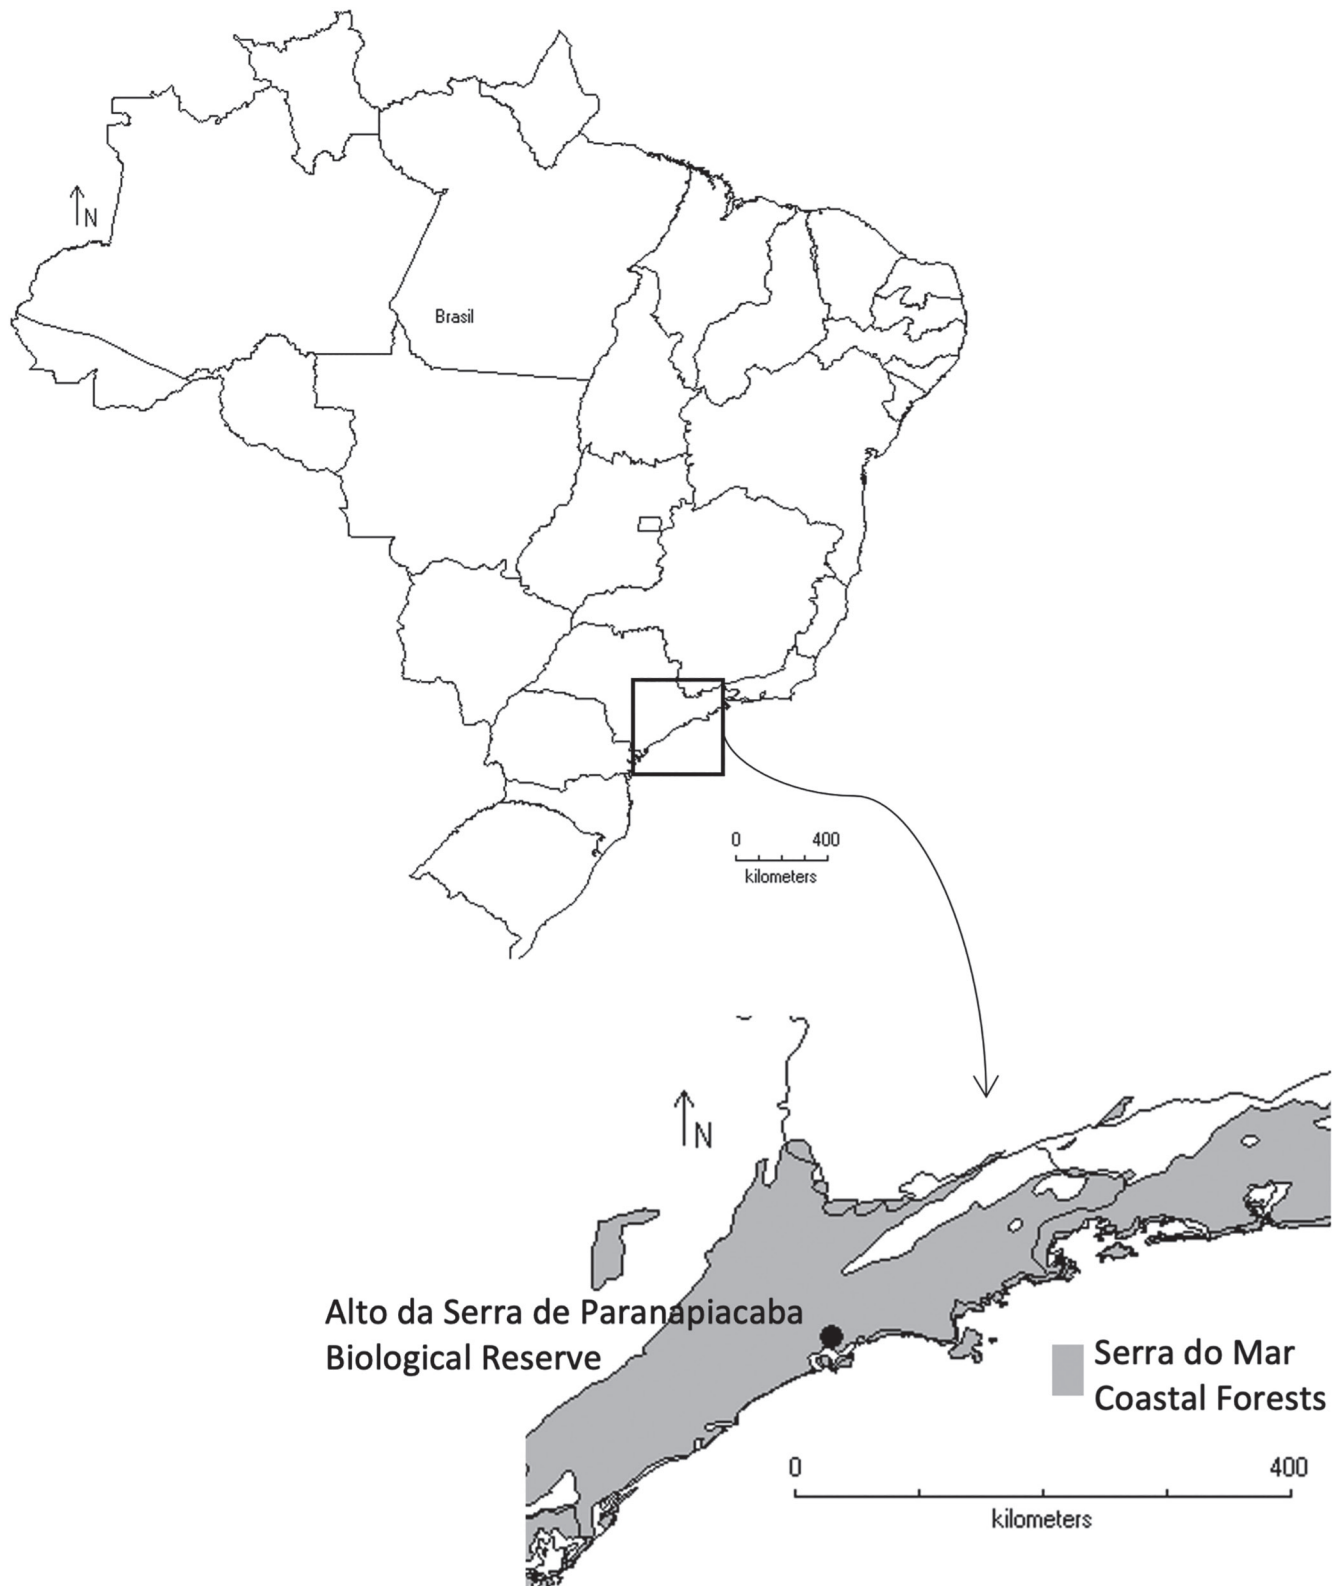 N
Brasil
0 400
kilometers
N
Alto da Serra de Paranapiacaba
Biological Reserve
Serra do Mar
Coastal Forests
0 400
kilometers